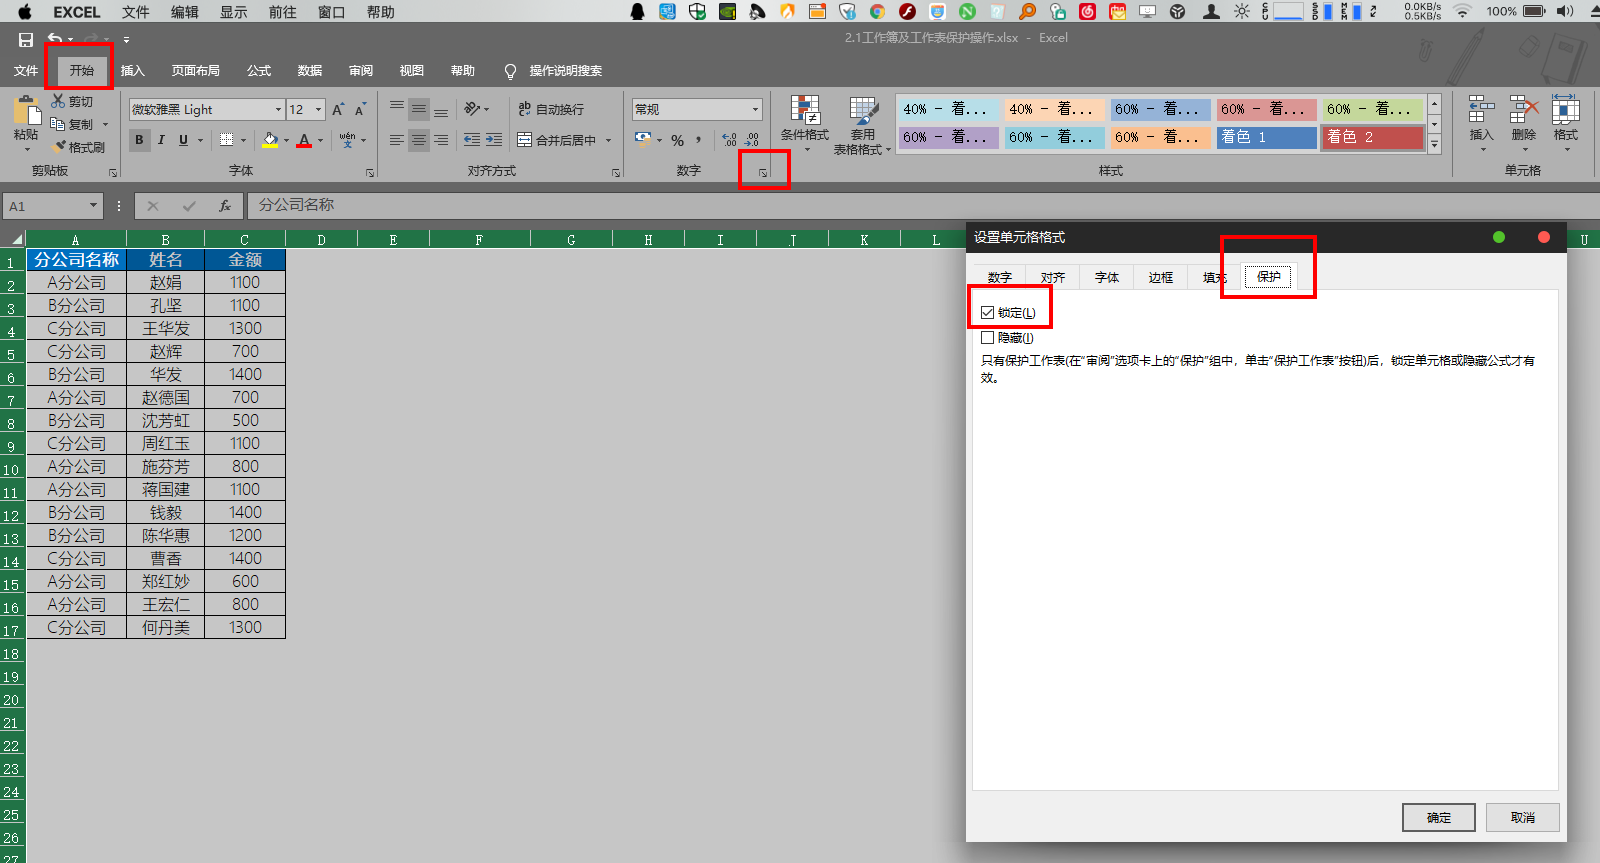 EXCEL 文件 编辑 显示 前往 窗口 帮助 CPU SSD MEM 0.0KB/s 0.5KB/s 100%
2.1工作簿及工作表保护操作.xlsx - Excel
文件 开始 插入 页面布局 公式 数据 审阅 视图 帮助 操作说明搜索
粘贴 剪切 复制 格式刷
微软雅黑 Light 12 A A
B I U A wén 文
ab 自动换行
合并后居中
常规
% , .00 .0
条件格式 套用表格格式
40% - 着... 40% - 着... 60% - 着... 60% - 着... 60% - 着...
60% - 着... 60% - 着... 60% - 着... 着色 1 着色 2
插入 删除 格式
剪贴板 字体 对齐方式 数字 样式 单元格
A1 fx 分公司名称
A B C D E F G H I J K L U
1 分公司名称 姓名 金额
2 A分公司 赵娟 1100
3 B分公司 孔坚 1100
4 C分公司 王华发 1300
5 C分公司 赵辉 700
6 B分公司 华发 1400
7 A分公司 赵德国 700
8 B分公司 沈芳虹 500
9 C分公司 周红玉 1100
10 A分公司 施芬芳 800
11 A分公司 蒋国建 1100
12 B分公司 钱毅 1400
13 B分公司 陈华惠 1200
14 C分公司 曹香 1400
15 A分公司 郑红妙 600
16 A分公司 王宏仁 800
17 C分公司 何丹美 1300
18
19
20
21
22
23
24
25
26
27
设置单元格格式
数字 对齐 字体 边框 填充 保护
锁定(L)
隐藏(I)
只有保护工作表(在“审阅”选项卡上的“保护”组中，单击“保护工作表”按钮)后，锁定单元格或隐藏公式才有
效。
确定 取消